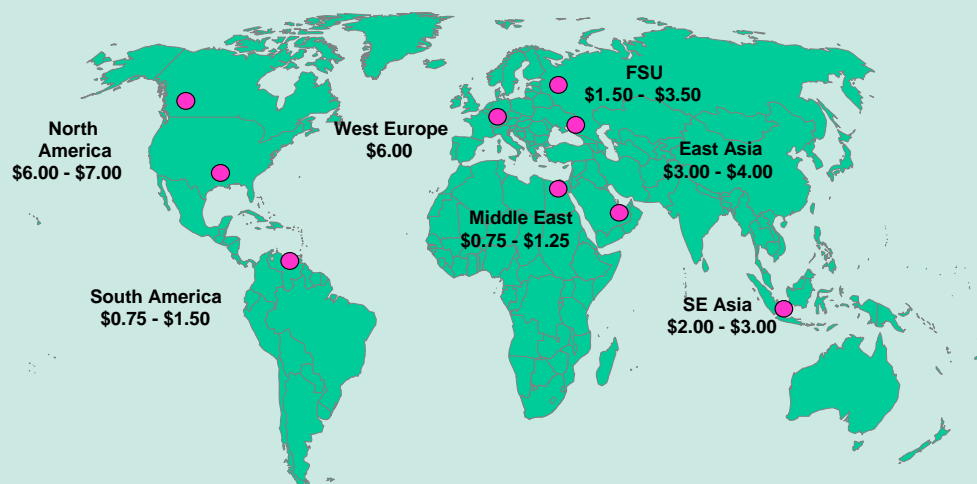 FSU
$1.50 - $3.50
North
America
$6.00 - $7.00
West Europe
$6.00
East Asia
$3.00 - $4.00
Middle East
$0.75 - $1.25
South America
$0.75 - $1.50
SE Asia
$2.00 - $3.00